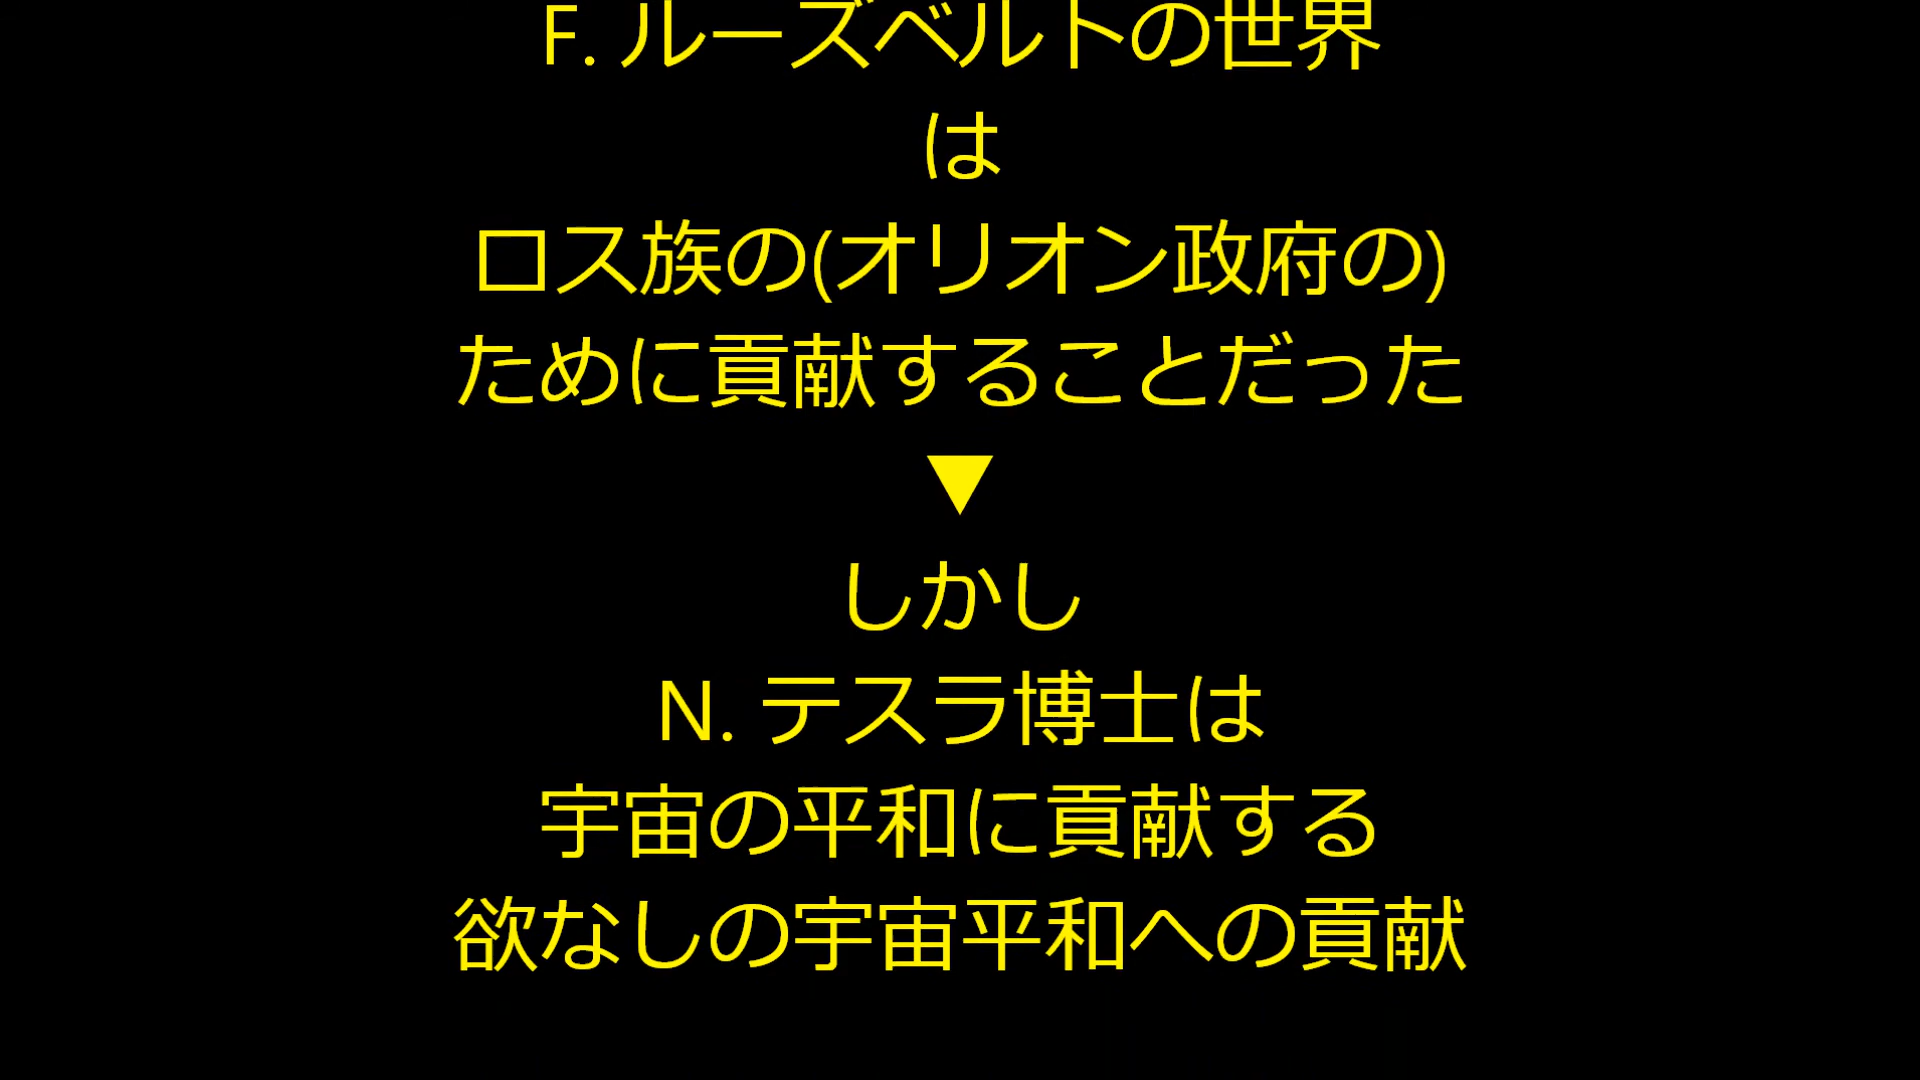 F. ルーズベルトの世界
は
ロス族の(オリオン政府の)
ために貢献することだった
▼
しかし
N. テスラ博士は
宇宙の平和に貢献する
欲なしの宇宙平和への貢献